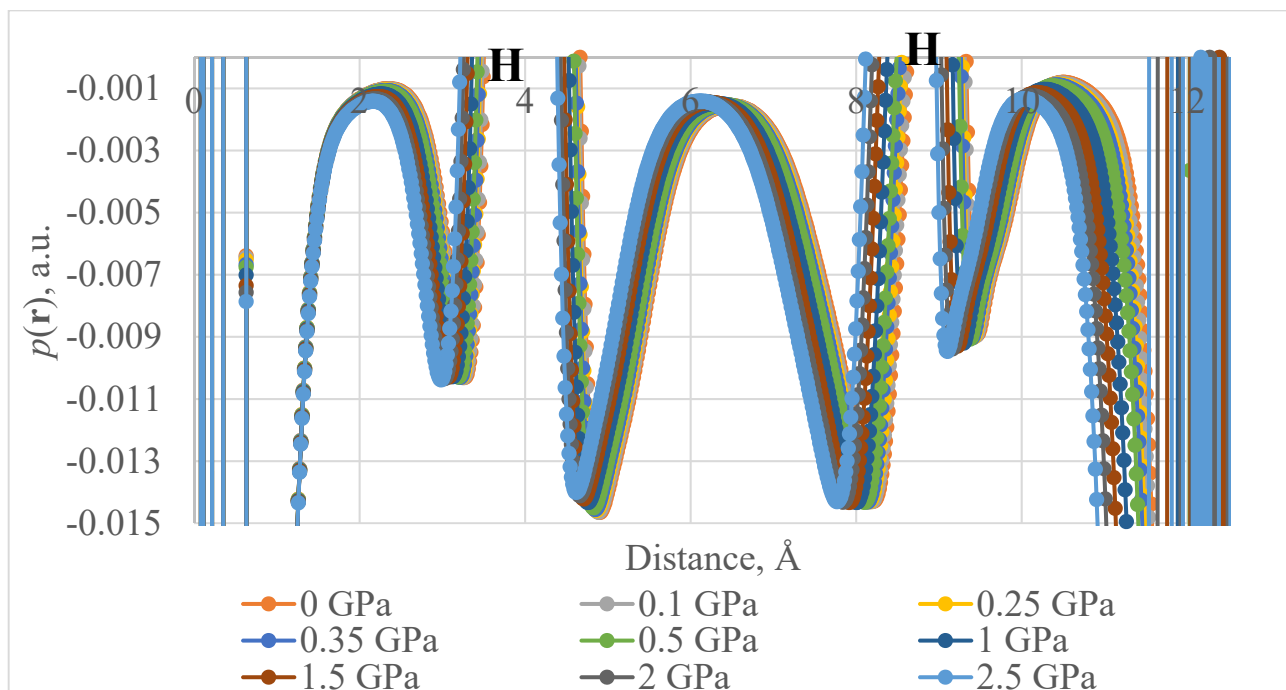 H H
-0.001
0 2 4 6 8 10 12
-0.003
-0.005
-0.007
-0.009
-0.011
-0.013
-0.015
p(r), a.u.
Distance, Å
0 GPa 0.1 GPa 0.25 GPa
0.35 GPa 0.5 GPa 1 GPa
1.5 GPa 2 GPa 2.5 GPa